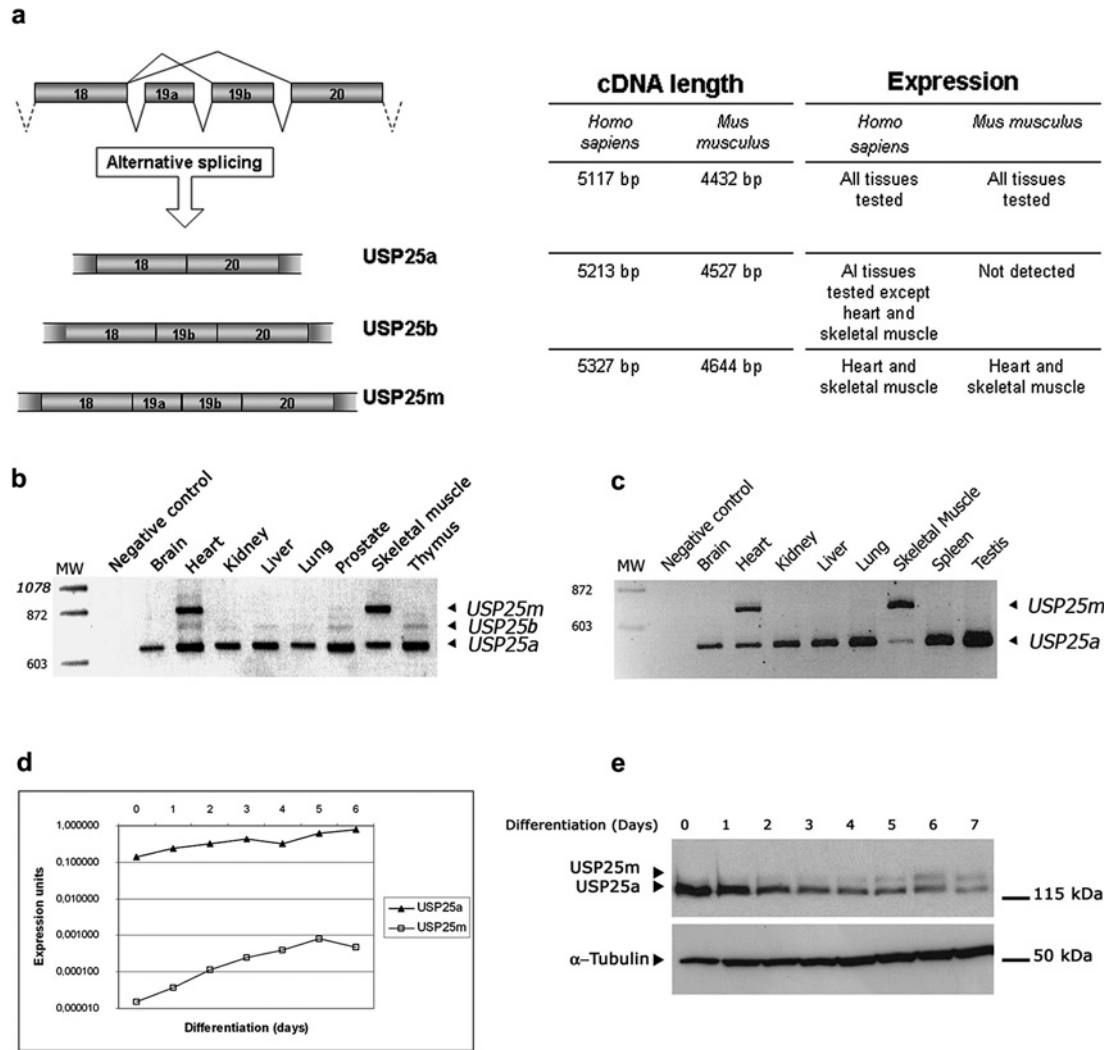 a
18 19a 19b 20
Alternative splicing
18 20
USP25a
18 19b 20
USP25b
18 19a 19b 20
USP25m
cDNA length Expression
Homo sapiens Mus musculus Homo sapiens Mus musculus
5117 bp 4432 bp All tissues tested All tissues tested
5213 bp 4527 bp Al tissues tested except heart and skeletal muscle Not detected
5327 bp 4644 bp Heart and skeletal muscle Heart and skeletal muscle
b
MW Negative control Brain Heart Kidney Liver Lung Prostate Skeletal muscle Thymus
1078
872
603
USP25m
USP25b
USP25a
c
MW Negative control Brain Heart Kidney Liver Lung Skeletal Muscle Spleen Testis
872
603
USP25m
USP25a
d
0 1 2 3 4 5 6
1,000000
0,100000
0,010000
0,001000
0,000100
0,000010
Expression units
Differentiation (days)
USP25a
USP25m
e
Differentiation (Days) 0 1 2 3 4 5 6 7
USP25m
USP25a
115 kDa
α-Tubulin
50 kDa